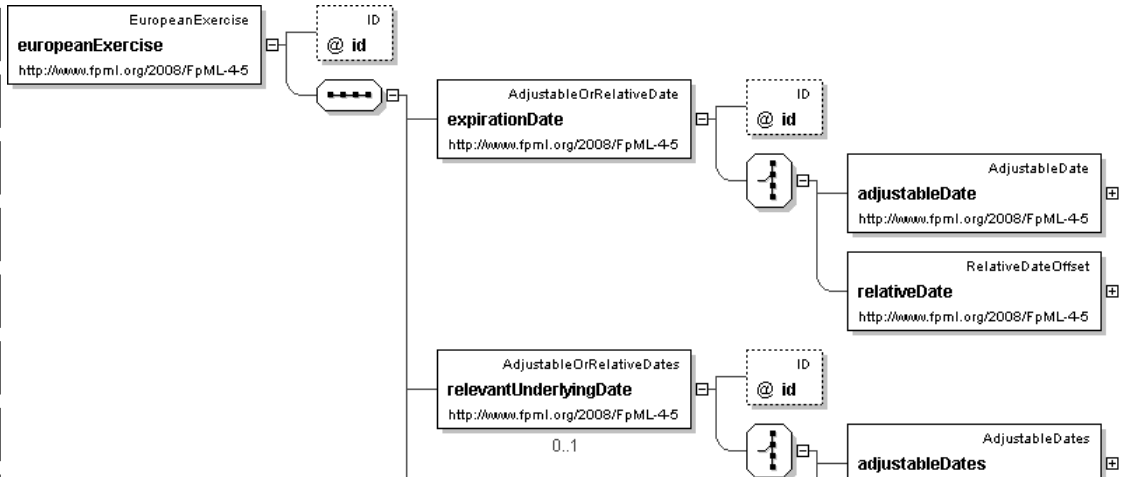 EuropeanExercise
europeanExercise
http://www.fpml.org/2008/FpML-4-5
ID
@ id
AdjustableOrRelativeDate
expirationDate
http://www.fpml.org/2008/FpML-4-5
ID
@ id
AdjustableDate
adjustableDate
http://www.fpml.org/2008/FpML-4-5
RelativeDateOffset
relativeDate
http://www.fpml.org/2008/FpML-4-5
AdjustableOrRelativeDates
relevantUnderlyingDate
http://www.fpml.org/2008/FpML-4-5
0..1
ID
@ id
AdjustableDates
adjustableDates